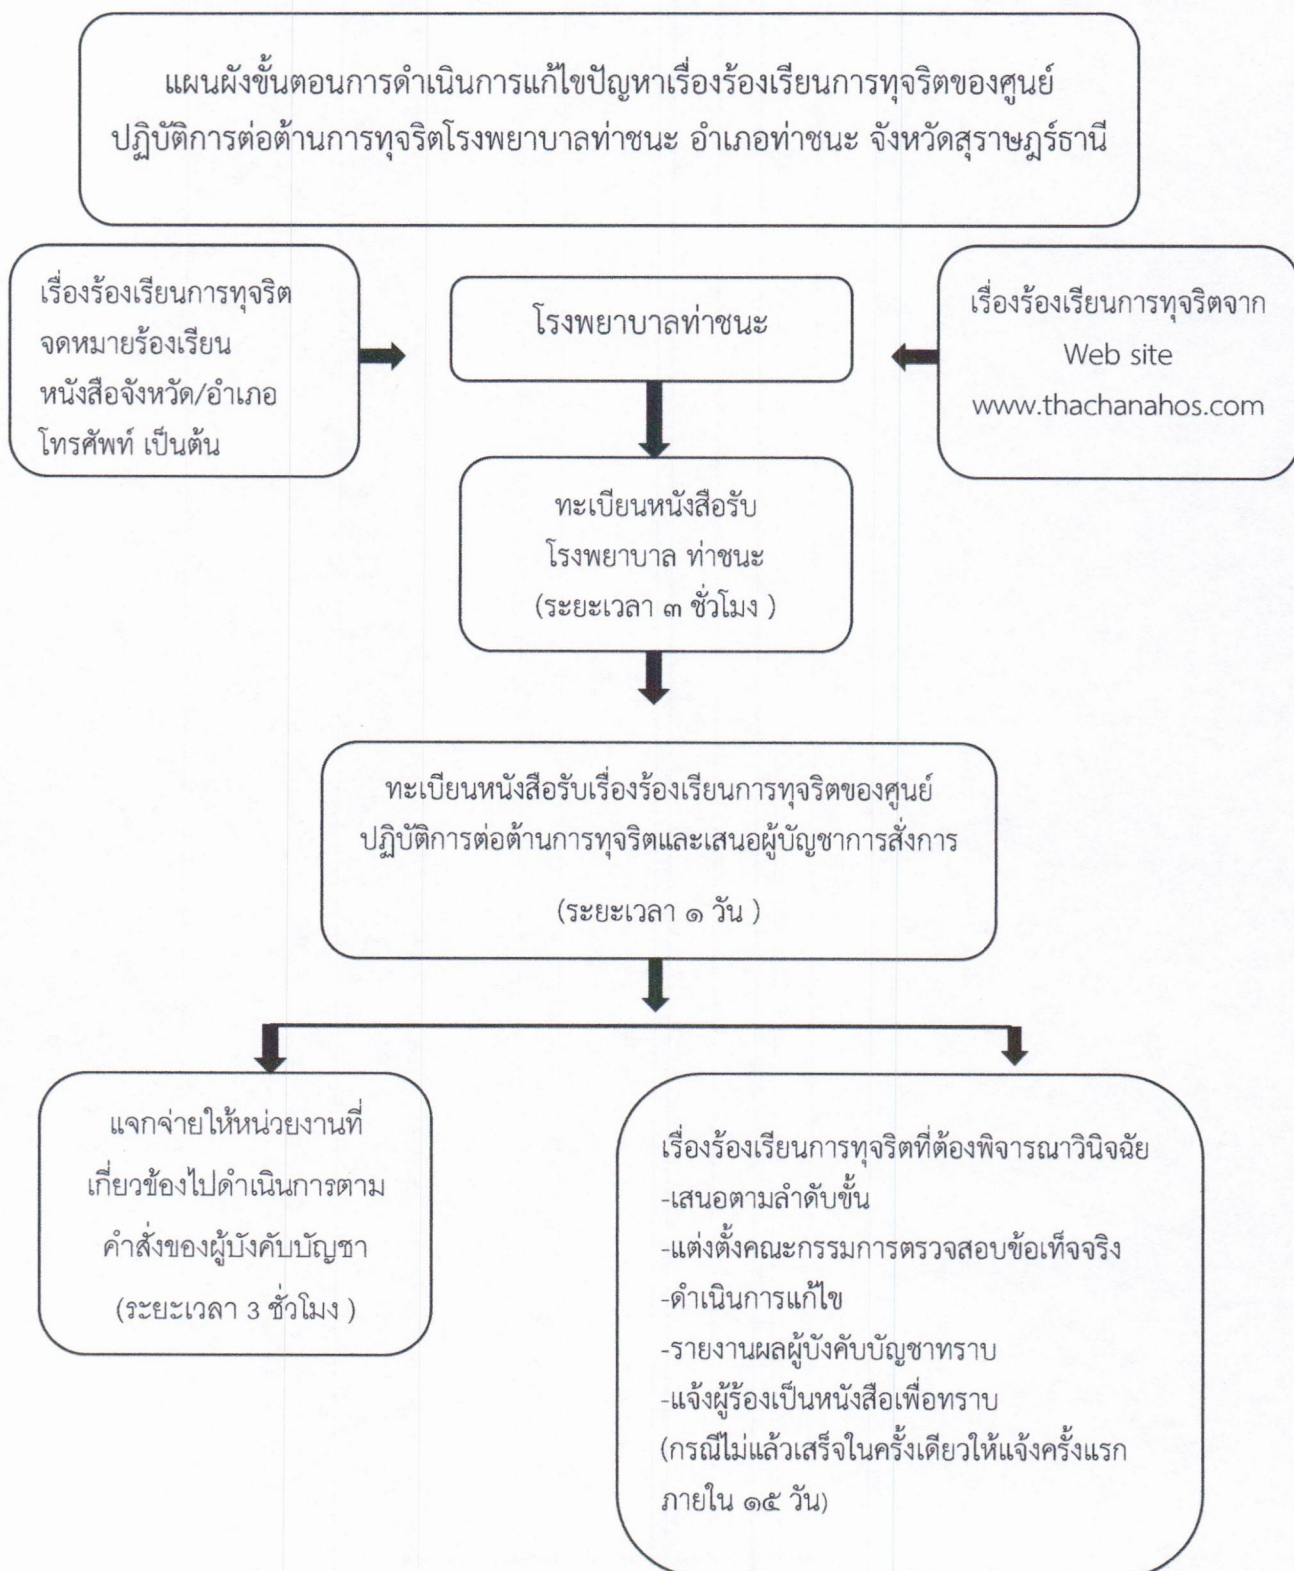 แผนผังขั้นตอนการดำเนินการแก้ไขปัญหาเรื่องร้องเรียนการทุจริตของศูนย์
ปฏิบัติการต่อต้านการทุจริตโรงพยาบาลท่าชนะ อำเภอท่าชนะ จังหวัดสุราษฎร์ธานี
เรื่องร้องเรียนการทุจริต
จดหมายร้องเรียน
หนังสือจังหวัด/อำเภอ
โทรศัพท์ เป็นต้น
โรงพยาบาลท่าชนะ
เรื่องร้องเรียนการทุจริตจาก
Web site
www.thachanahos.com
ทะเบียนหนังสือรับ
โรงพยาบาล ท่าชนะ
(ระยะเวลา ๓ ชั่วโมง )
ทะเบียนหนังสือรับเรื่องร้องเรียนการทุจริตของศูนย์
ปฏิบัติการต่อต้านการทุจริตและเสนอผู้บัญชาการสั่งการ
(ระยะเวลา ๑ วัน )
แจกจ่ายให้หน่วยงานที่
เกี่ยวข้องไปดำเนินการตาม
คำสั่งของผู้บังคับบัญชา
(ระยะเวลา 3 ชั่วโมง )
เรื่องร้องเรียนการทุจริตที่ต้องพิจารณาวินิจฉัย
-เสนอตามลำดับขั้น
-แต่งตั้งคณะกรรมการตรวจสอบข้อเท็จจริง
-ดำเนินการแก้ไข
-รายงานผลผู้บังคับบัญชาทราบ
-แจ้งผู้ร้องเป็นหนังสือเพื่อทราบ
(กรณีไม่แล้วเสร็จในครั้งเดียวให้แจ้งครั้งแรก
ภายใน ๑๕ วัน)